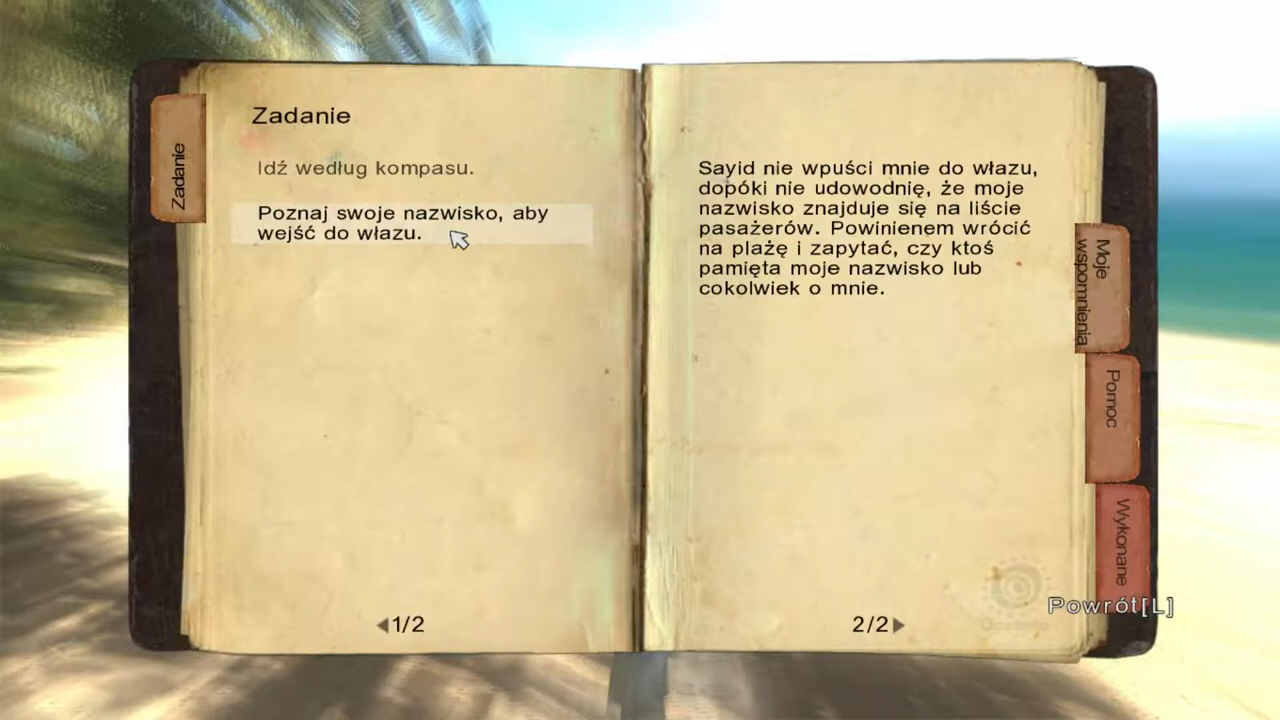 Zadanie
Zadanie
Idź według kompasu.
Poznaj swoje nazwisko, aby
wejść do włazu.
1/2
Sayid nie wpuści mnie do włazu,
dopóki nie udowodnię, że moje
nazwisko znajduje się na liście
pasażerów. Powinienem wrócić
na plażę i zapytać, czy ktoś
pamięta moje nazwisko lub
cokolwiek o mnie.
2/2
Moje
wspomnienia
Pomoc
Wykonane
Powrót[L]